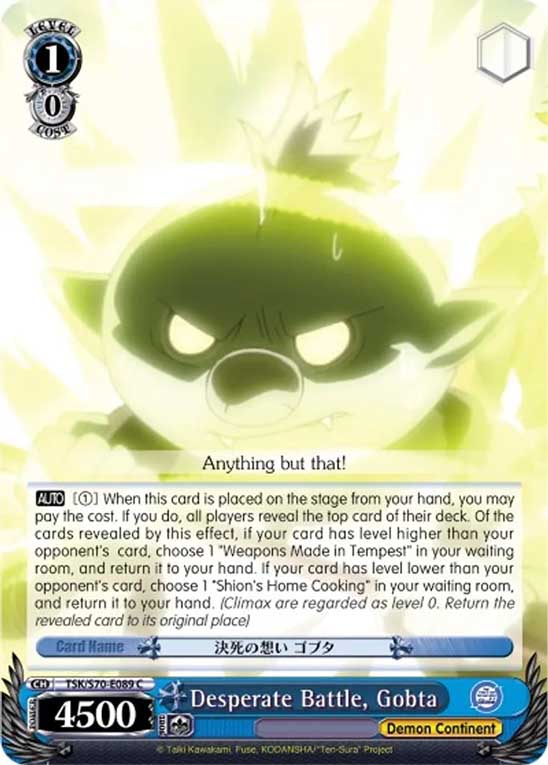 LEVEL
1
0
COST
Anything but that!
AUTO [①] When this card is placed on the stage from your hand, you may
pay the cost. If you do, all players reveal the top card of their deck. Of the
cards revealed by this effect, if your card has level higher than your
opponent's card, choose 1 "Weapons Made in Tempest" in your waiting
room, and return it to your hand. If your card has level lower than your
opponent's card, choose 1 "Shion's Home Cooking" in your waiting room,
and return it to your hand. (Climax are regarded as level 0. Return the
revealed card to its original place)
Card Name 決死の想い ゴブタ
CH TSK/S70-E089 C
Desperate Battle, Gobta
POWER 4500 SOUL
Demon Continent
© Taiki Kawakami, Fuse, KODANSHA/"Ten-Sura" Project